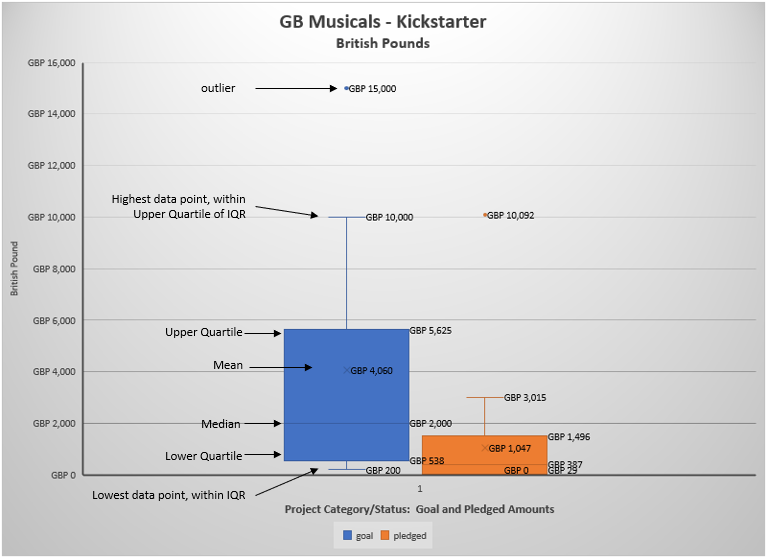 GB Musicals - Kickstarter
British Pounds
GBP 16,000
outlier
GBP 15,000
GBP 14,000
GBP 12,000
Highest data point, within
Upper Quartile of IQR
GBP 10,000
GBP 10,000
GBP 10,092
British Pound
GBP 8,000
GBP 6,000
Upper Quartile
GBP 5,625
Mean
GBP 4,000
GBP 4,060
GBP 3,015
Median
GBP 2,000
GBP 2,000
GBP 1,496
GBP 1,047
Lower Quartile
GBP 538
GBP 387
GBP 0
GBP 200
GBP 0
GBP 29
Lowest data point, within IQR
1
Project Category/Status: Goal and Pledged Amounts
goal
pledged